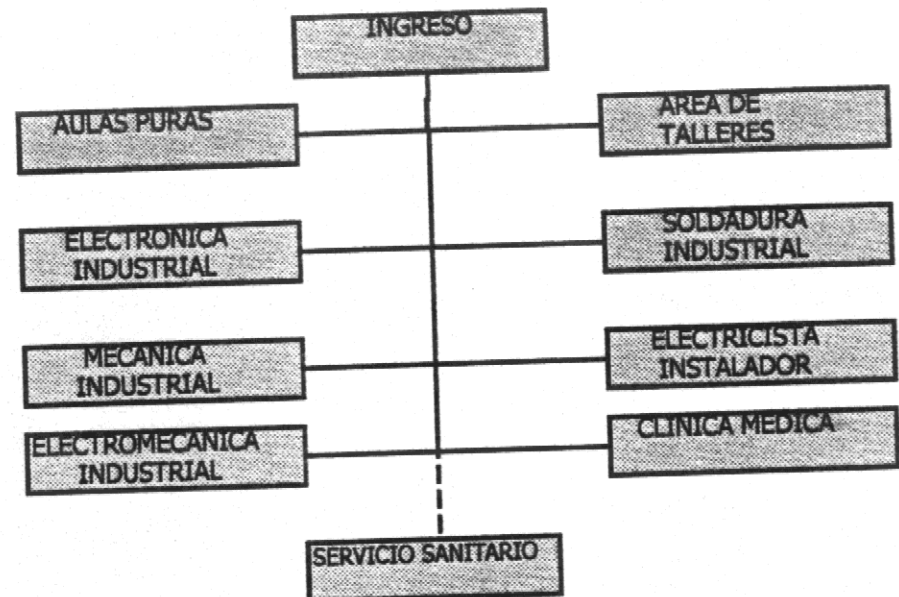 INGRESO
AULAS PURAS
AREA DE
TALLERES
ELECTRONICA
INDUSTRIAL
SOLDADURA
INDUSTRIAL
MECANICA
INDUSTRIAL
ELECTRICISTA
INSTALADOR
ELECTROMECANICA
INDUSTRIAL
CLINICA MEDICA
SERVICIO SANITARIO